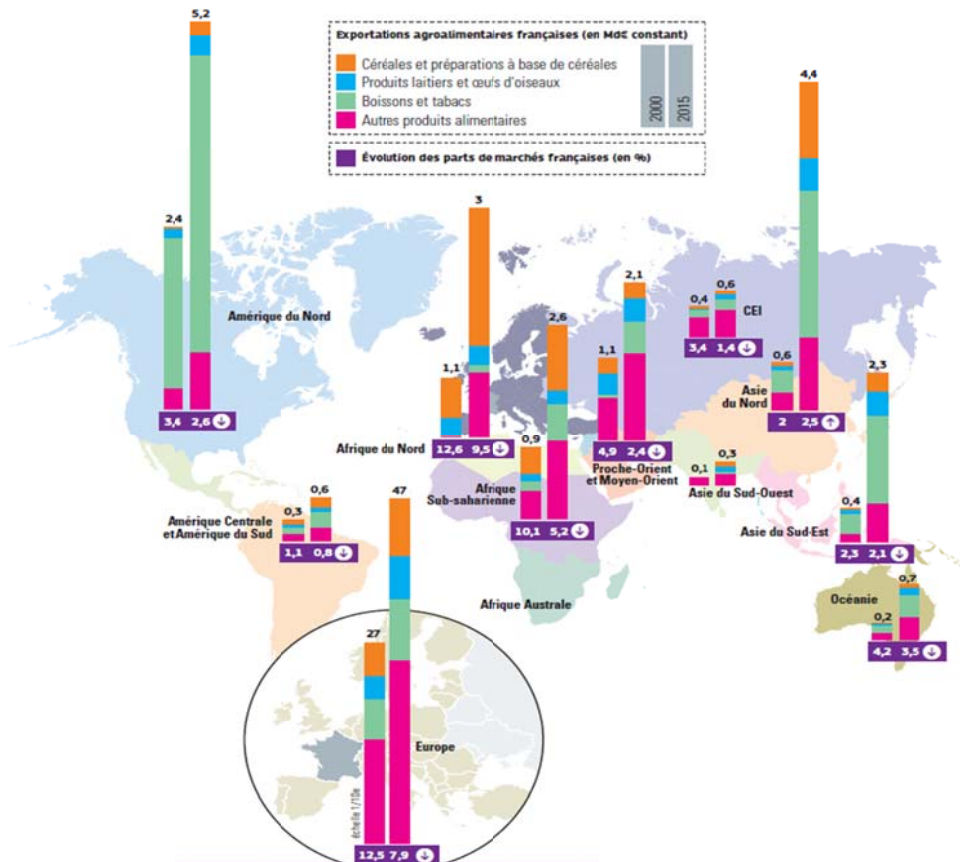 Exportations agroalimentaires françaises (en Md€ constant)
Céréales et préparations à base de céréales
Produits laitiers et œufs d'oiseaux
Boissons et tabacs
Autres produits alimentaires
2000
2015
Évolution des parts de marchés françaises (en %)
5,2
2,4
Amérique du Nord
3,4 2,6
3
1,1
Afrique du Nord
12,6 9,5
2,6
0,9
Afrique
Sub-saharienne
10,1 5,2
2,1
1,1
4,9 2,4
Proche-Orient
et Moyen-Orient
0,4
0,6
CEI
3,4 1,4
4,4
0,6
Asie
du Nord
2 2,5
0,1
0,3
Asie du Sud-Ouest
2,3
0,4
Asie du Sud-Est
2,3 2,1
0,3
0,6
Amérique Centrale
et Amérique du Sud
1,1 0,8
Afrique Australe
Océanie
0,2
0,7
4,2 3,5
47
27
Europe
échelle 1/10e
12,5 7,9